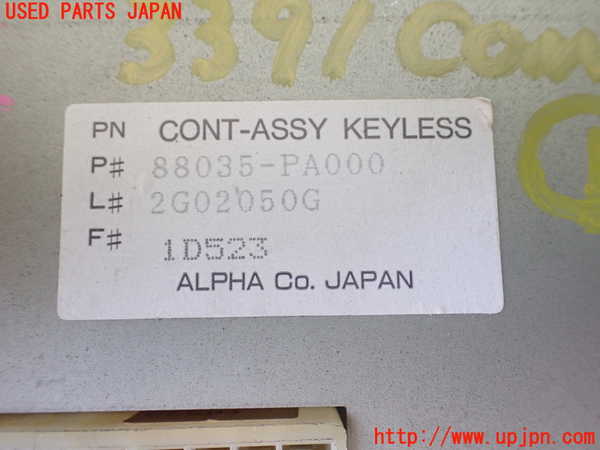 USED PARTS JAPAN
3391 Com
PN CONT-ASSY KEYLESS
P# 88035-PA000
L# 2G02050G
F# 1D523
ALPHA Co. JAPAN
http://www.upjpn.com